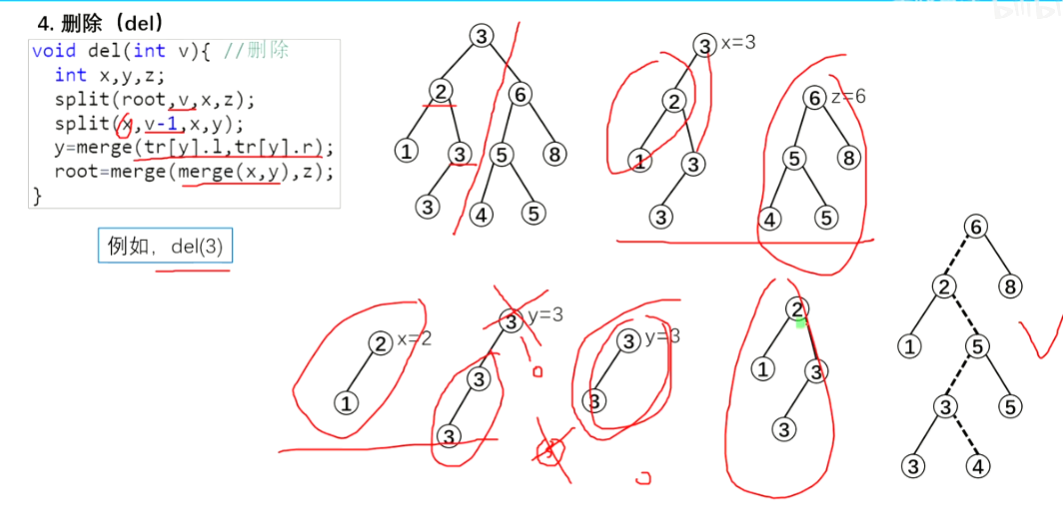 4. 删除（del）
void del(int v){ //删除
int x,y,z;
split(root,v,x,z);
split(x,v-1,x,y);
y=merge(tr[y].l,tr[y].r);
root=merge(merge(x,y),z);
}
例如，del(3)
3
2 6
1 3 5 8
3 4 5
3 x=3
2
1 3
3
6 z=6
5 8
4 5
2 x=2
1
3 y=3
3
3
3 y=3
3
2
1 3
3
6
2 8
1 5
3 5
3 4